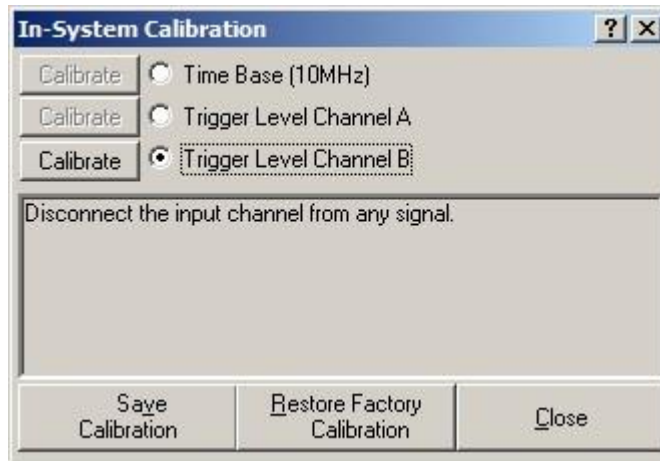 In-System Calibration
Calibrate Time Base (10MHz)
Calibrate Trigger Level Channel A
Calibrate Trigger Level Channel B
Disconnect the input channel from any signal.
Save
Calibration
Restore Factory
Calibration
Close